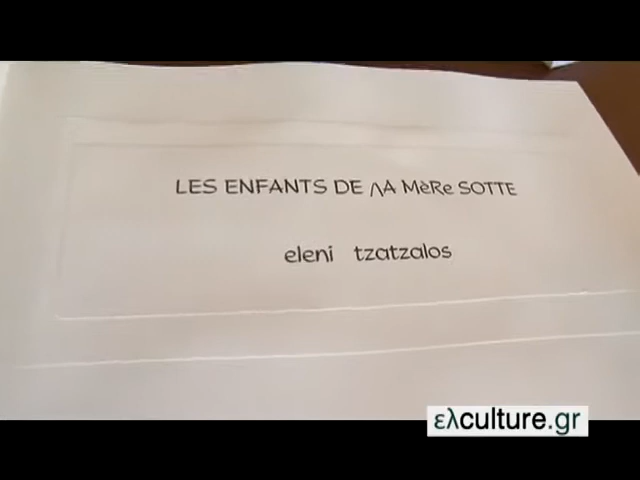 LES ENFANTS DE ΛA MèRe SOTTE
eleni tzatzalos
ελculture.gr